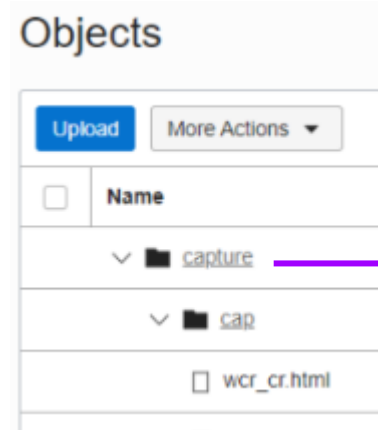 Objects
Upload More Actions
Name
capture
cap
wcr_cr.html